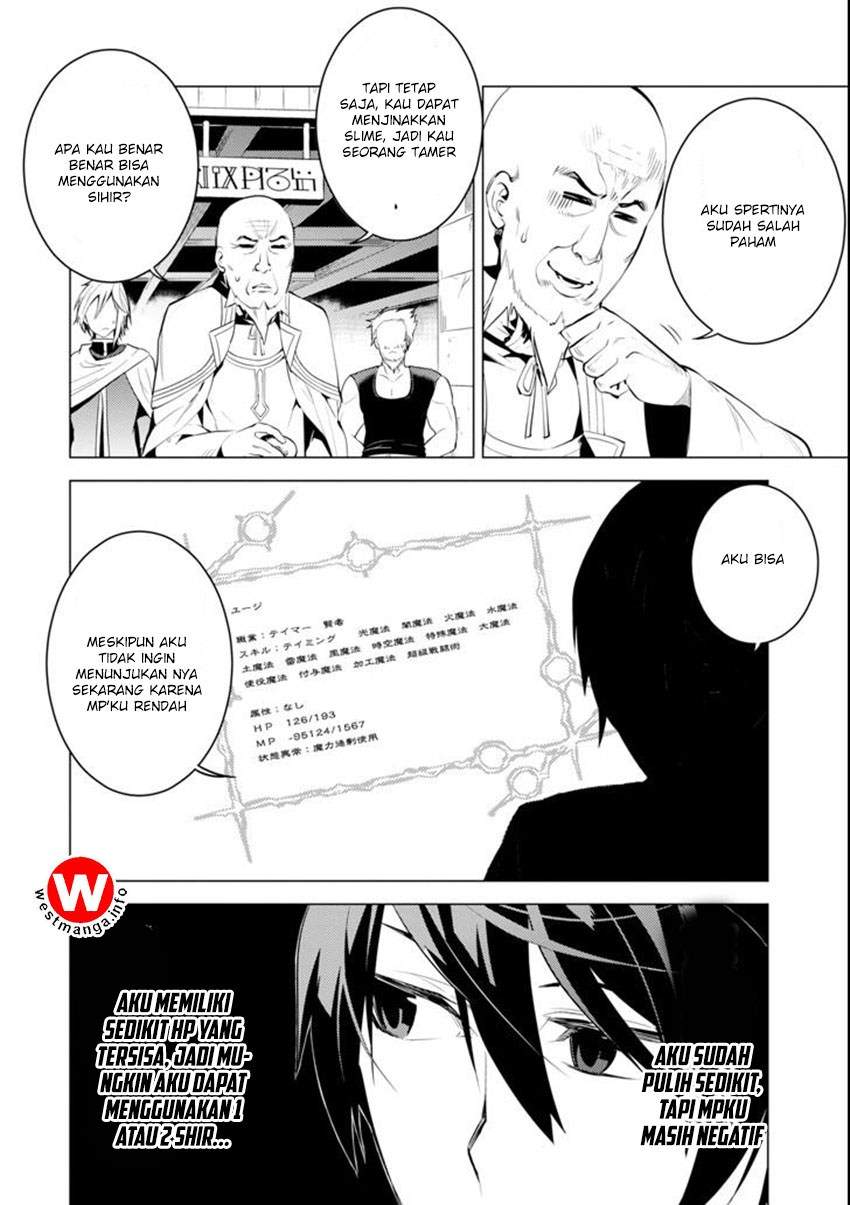 AKU SPERTINYA
SUDAH SALAH
PAHAM
TAPI TETAP
SAJA, KAU DAPAT
MENJINAKKAN
SLIME, JADI KAU
SEORANG TAMER
APA KAU BENAR
BENAR BISA
MENGGUNAKAN
SIHIR?
AKU BISA
ユージ
職業：テイマー 賢者
スキル：テイミング 光魔法 闇魔法 火魔法 水魔法
土魔法 雷魔法 風魔法 時空魔法 特殊魔法 大魔法
使役魔法 付与魔法 加工魔法 超級戦闘術
属性：なし
HP 126/193
MP -95124/1567
状態異常：魔力過剰使用
MESKIPUN AKU
TIDAK INGIN
MENUNJUKAN NYA
SEKARANG KARENA
MP'KU RENDAH
W
westmanga.info
AKU SUDAH
PULIH SEDIKIT,
TAPI MPKU
MASIH NEGATIF
AKU MEMILIKI
SEDIKIT HP YANG
TERSISA, JADI MU-
NGKIN AKU DAPAT
MENGGUNAKAN 1
ATAU 2 SHIR...